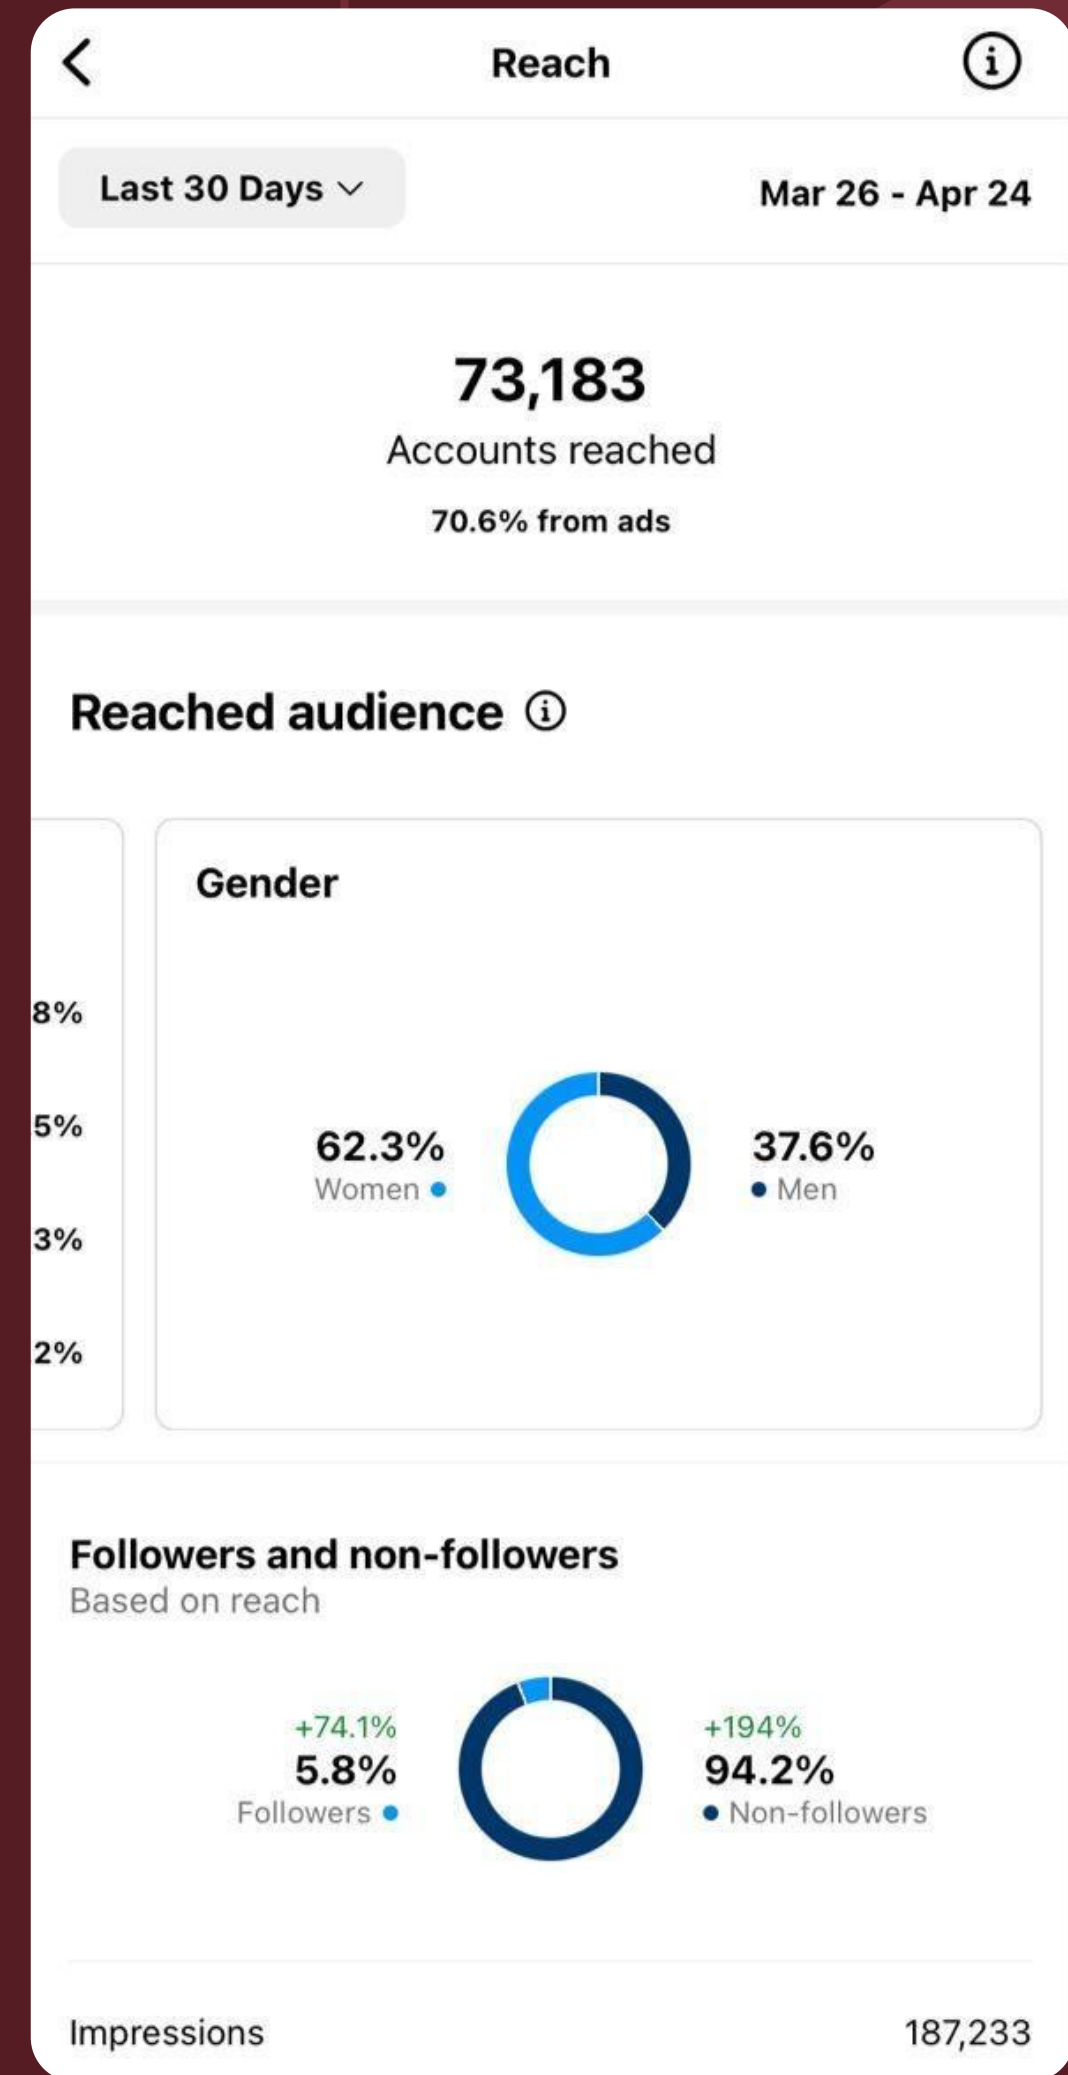 Reach
Last 30 Days
Mar 26 - Apr 24
73,183
Accounts reached
70.6% from ads
Reached audience
8%
5%
3%
2%
Gender
62.3%
Women
37.6%
Men
Followers and non-followers
Based on reach
+74.1%
5.8%
Followers
+194%
94.2%
Non-followers
Impressions
187,233